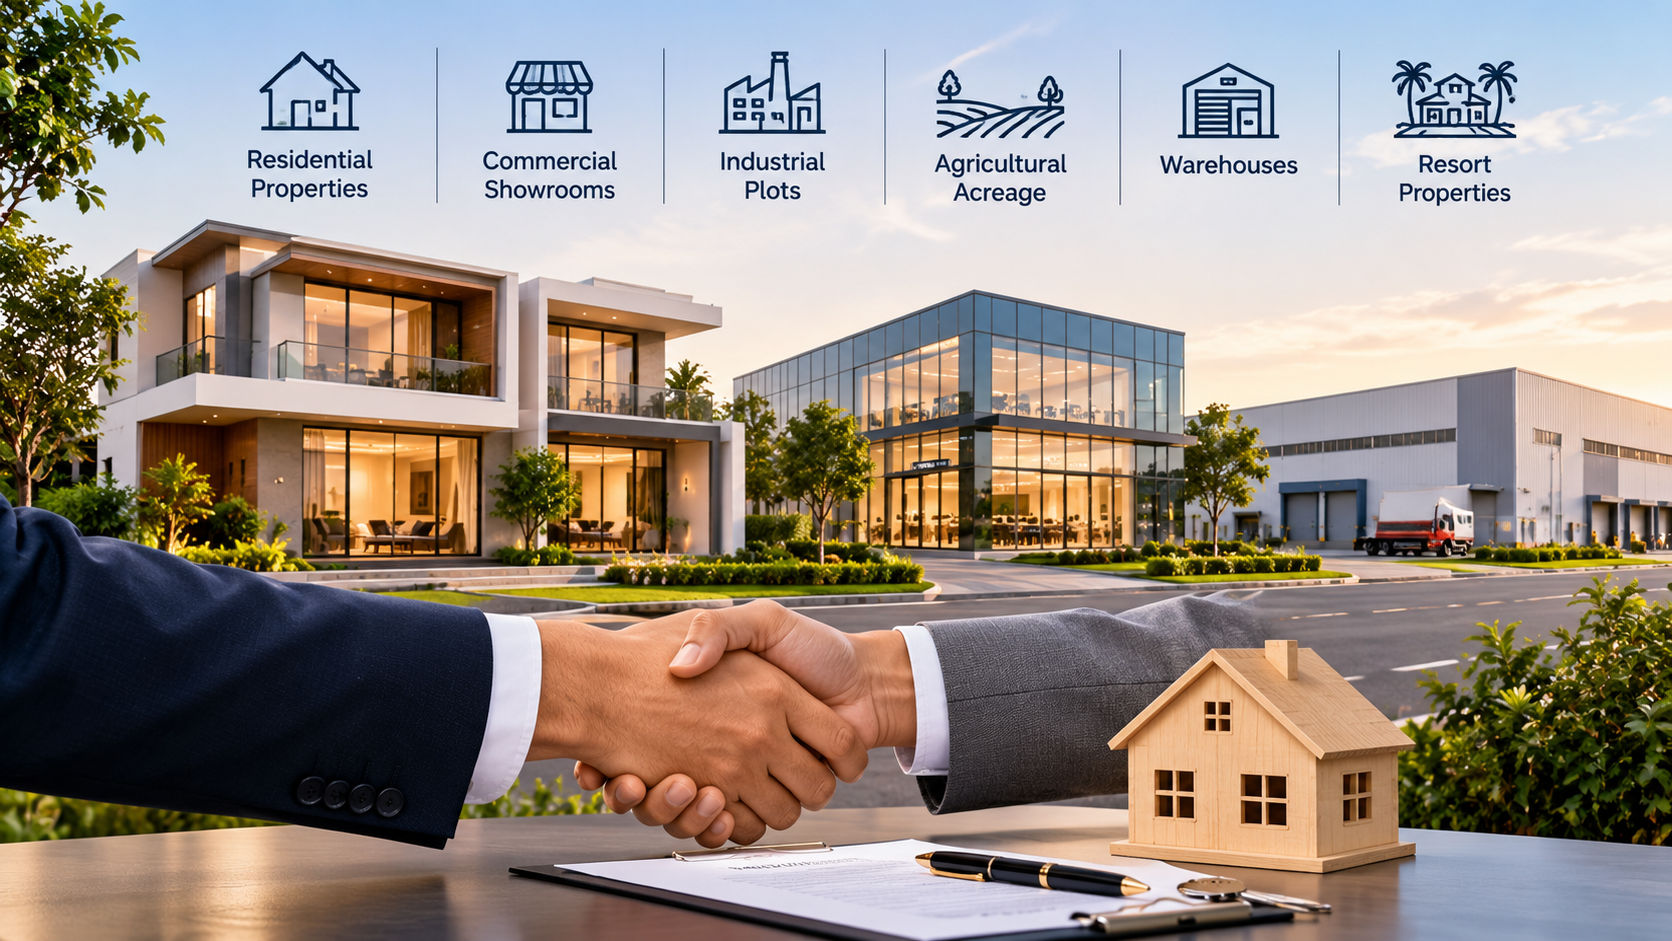 Residential
Properties
Commercial
Showrooms
Industrial
Plots
Agricultural
Acreage
Warehouses
Resort
Properties